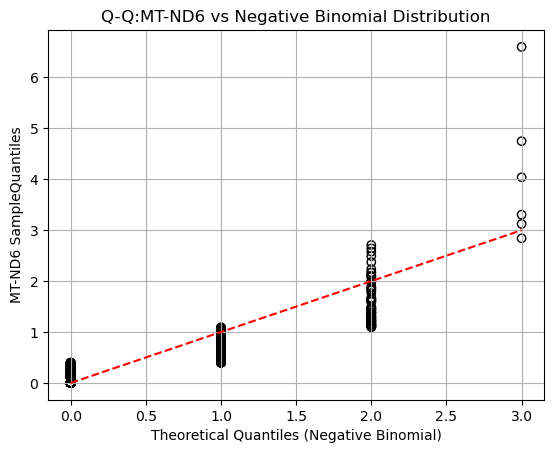 Q-Q:MT-ND6 vs Negative Binomial Distribution
MT-ND6 SampleQuantiles
6
5
4
3
2
1
0
0.0 0.5 1.0 1.5 2.0 2.5 3.0
Theoretical Quantiles (Negative Binomial)